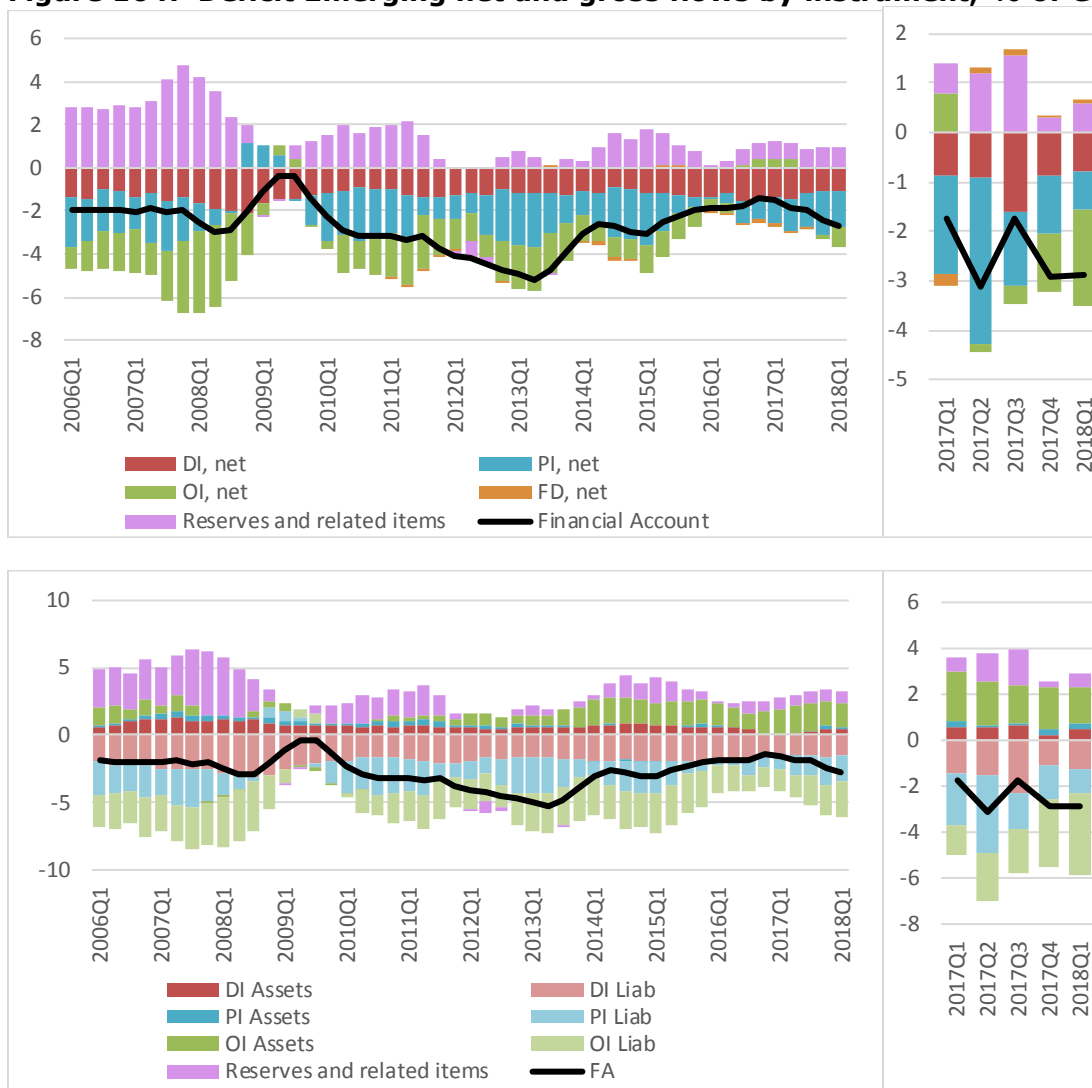 6
4
2
0
-2
-4
-6
-8
2006Q1
2007Q1
2008Q1
2009Q1
2010Q1
2011Q1
2012Q1
2013Q1
2014Q1
2015Q1
2016Q1
2017Q1
2018Q1
DI, net
PI, net
OI, net
FD, net
Reserves and related items
Financial Account
2
1
0
-1
-2
-3
-4
-5
2017Q1
2017Q2
2017Q3
2017Q4
2018Q1
10
5
0
-5
-10
2006Q1
2007Q1
2008Q1
2009Q1
2010Q1
2011Q1
2012Q1
2013Q1
2014Q1
2015Q1
2016Q1
2017Q1
2018Q1
DI Assets
DI Liab
PI Assets
PI Liab
OI Assets
OI Liab
Reserves and related items
FA
6
4
2
0
-2
-4
-6
-8
2017Q1
2017Q2
2017Q3
2017Q4
2018Q1